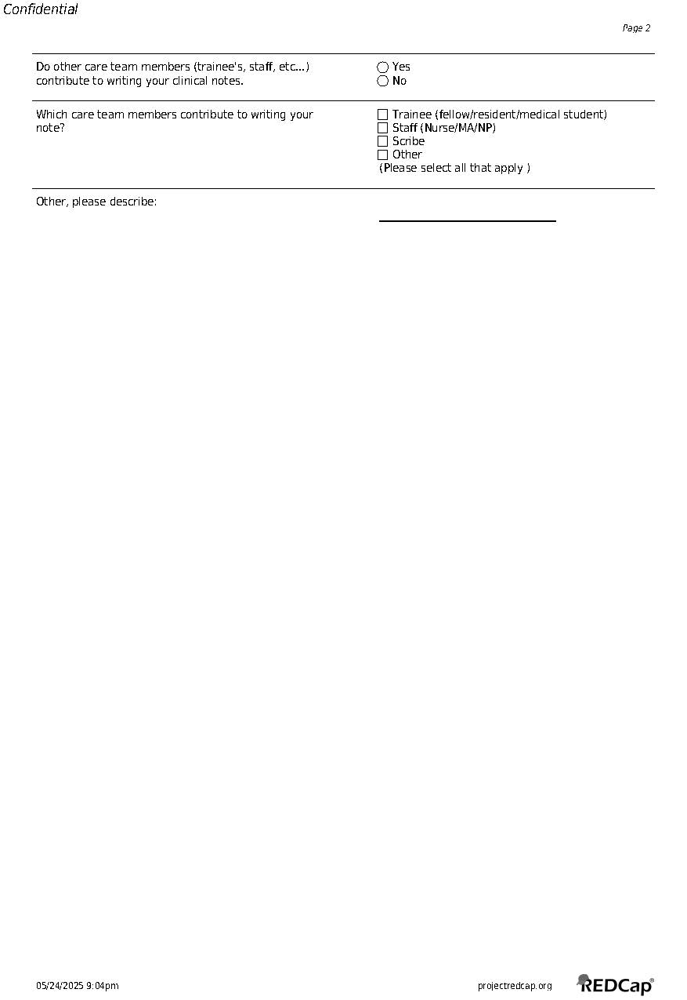 Confidential
Page 2
Do other care team members (trainee's, staff, etc...)
contribute to writing your clinical notes.
Yes
No
Which care team members contribute to writing your
note?
Trainee (fellow/resident/medical student)
Staff (Nurse/MA/NP)
Scribe
Other
(Please select all that apply )
Other, please describe:
05/24/2025 9:04pm
projectredcap.org
REDCap®